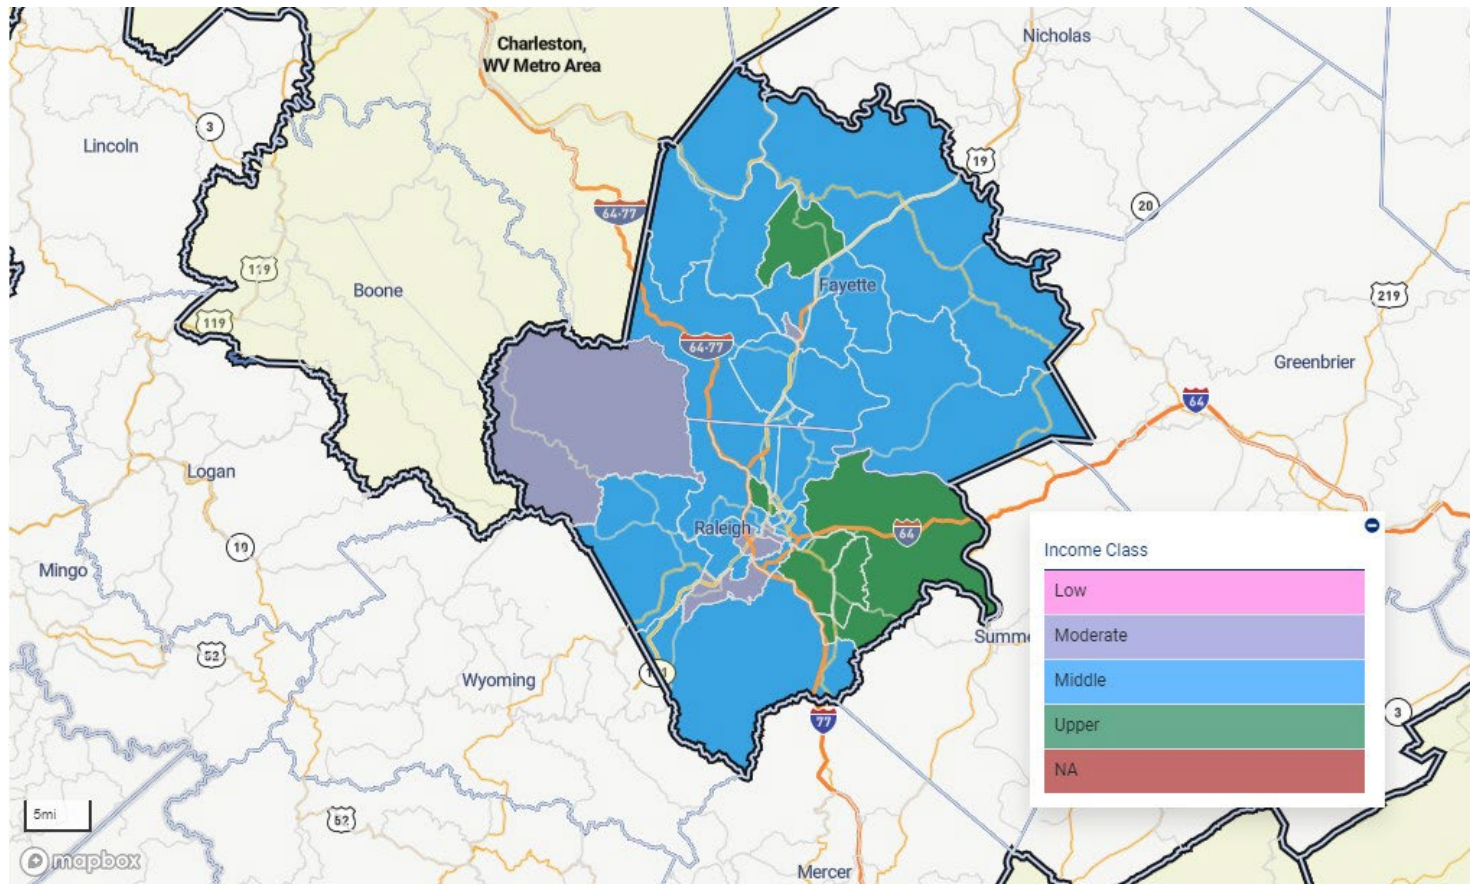 Charleston,
WV Metro Area
Nicholas
Lincoln
3
19
20
64-77
119
Boone
119
Fayette
219
64-77
Greenbrier
64
Logan
Raleigh
64
10
Mingo
Income Class
Low
Moderate
Middle
Upper
NA
Summe
52
Wyoming
77
3
5mi
52
mapbox
Mercer